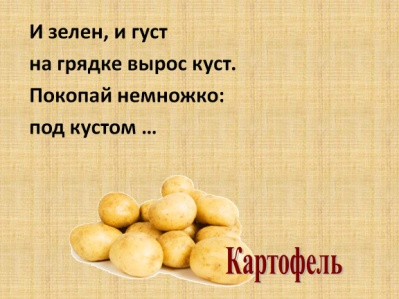 И зелен, и густ
на грядке вырос куст.
Покопай немножко:
под кустом …
Картофель